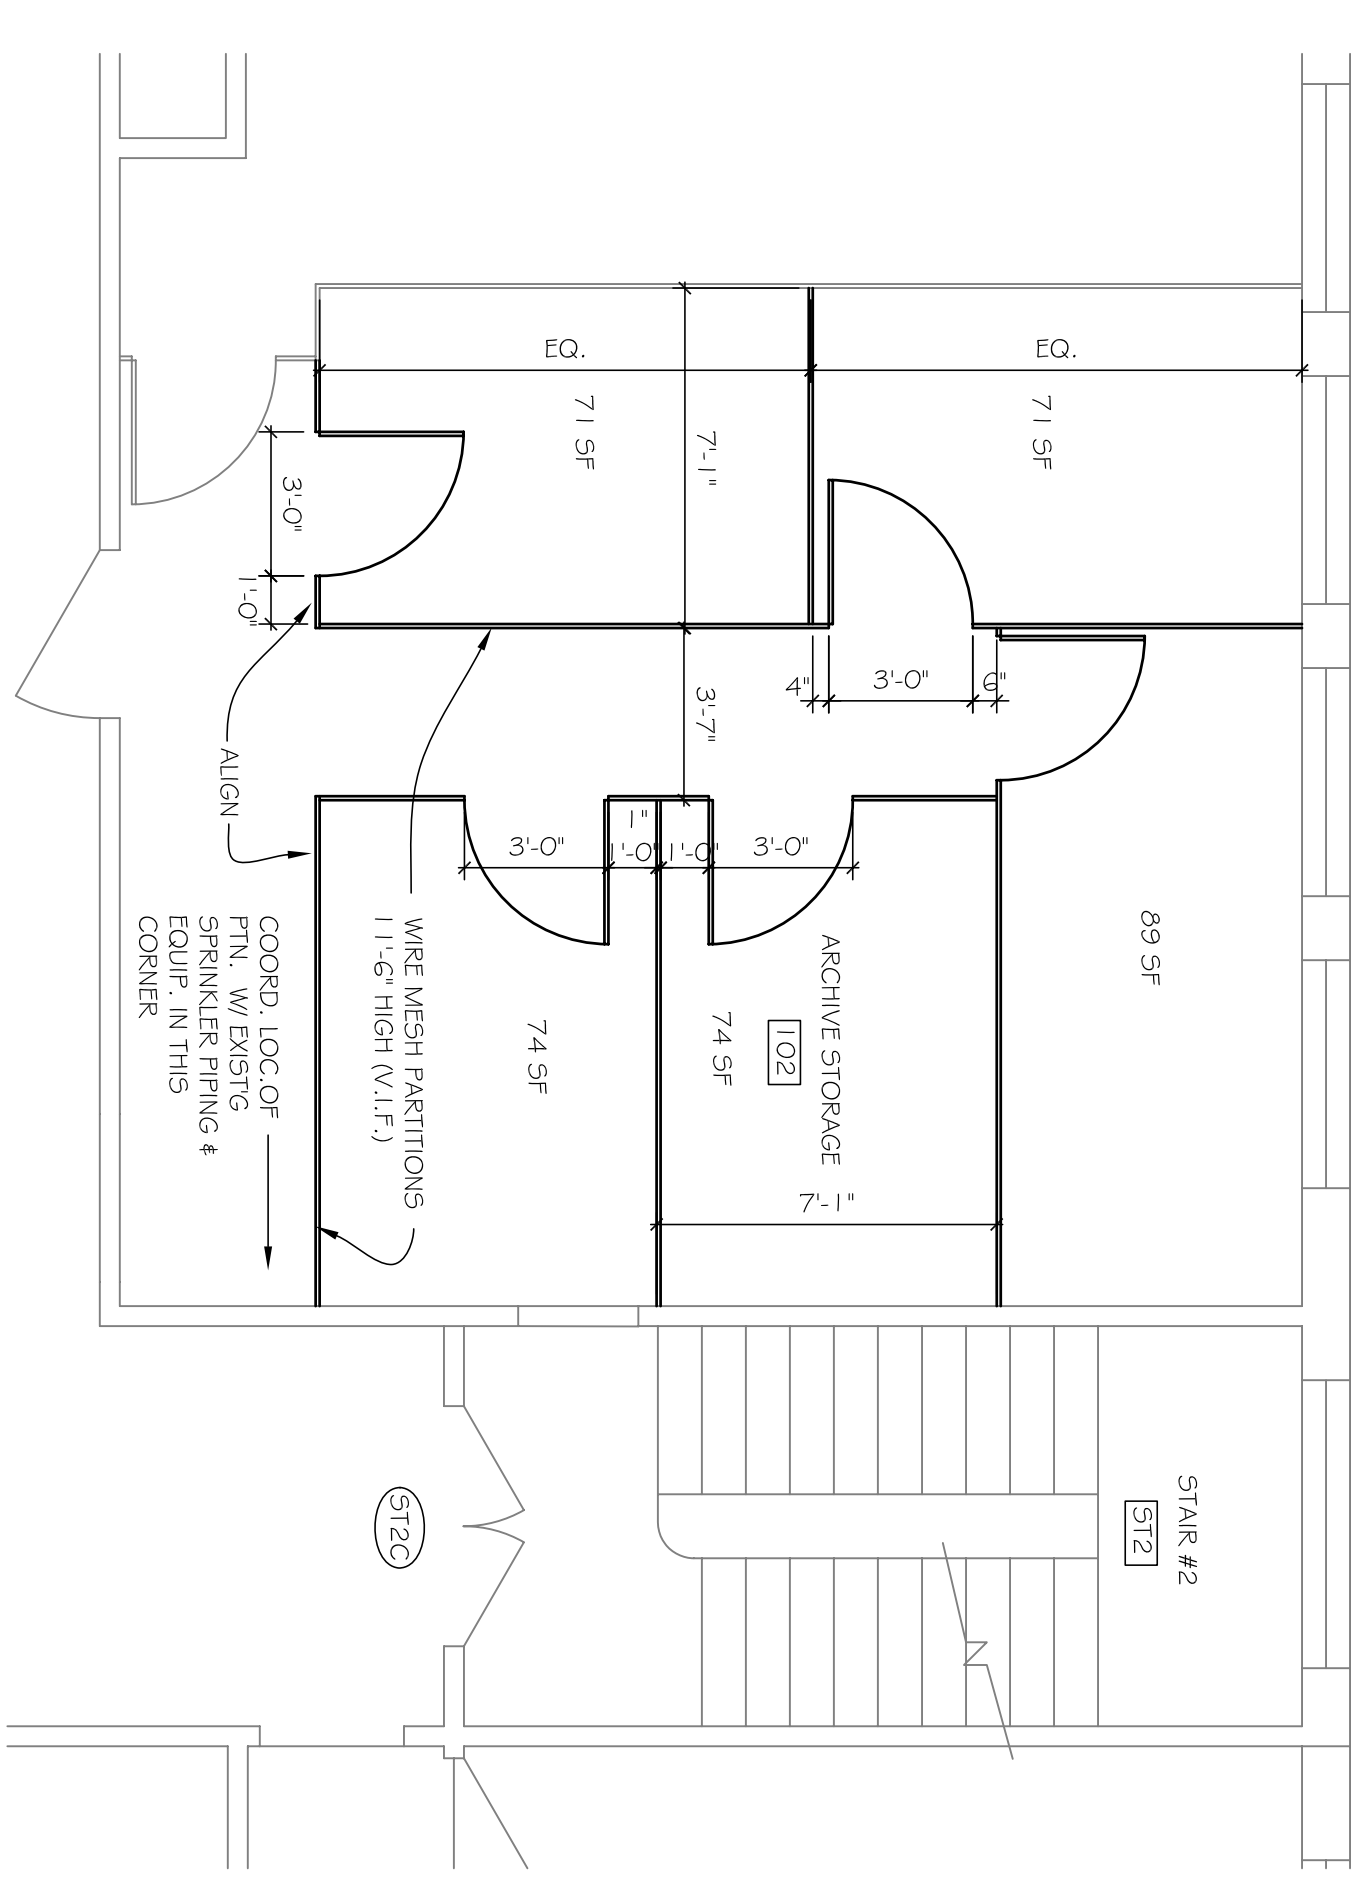 EQ.
EQ.
71 SF
71 SF
7'-1"
3'-0"
1'-0"
4"
3'-0"
6"
3'-7"
ALIGN
3'-0"
1"
1'-0"
1'-0"
3'-0"
89 SF
ARCHIVE STORAGE
102
74 SF
74 SF
WIRE MESH PARTITIONS
11'-6" HIGH (V.I.F.)
COORD. LOC.OF
PTN. W/ EXIST'G
SPRINKLER PIPING &
EQUIP. IN THIS
CORNER
7'-1"
STAIR #2
ST2
ST2C